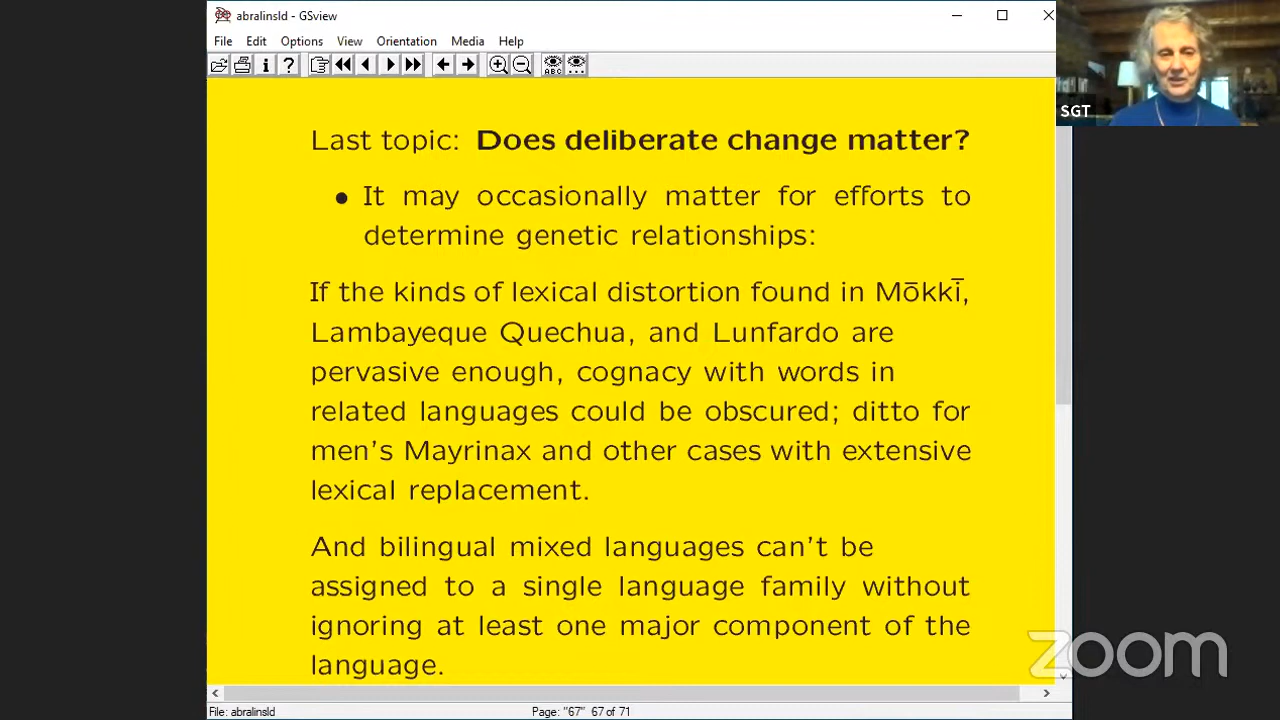 abralinsld - GSview
File Edit Options View Orientation Media Help
SGT
Last topic: Does deliberate change matter?
• It may occasionally matter for efforts to
determine genetic relationships:
If the kinds of lexical distortion found in Mōkkī,
Lambayeque Quechua, and Lunfardo are
pervasive enough, cognacy with words in
related languages could be obscured; ditto for
men's Mayrinax and other cases with extensive
lexical replacement.
And bilingual mixed languages can't be
assigned to a single language family without
ignoring at least one major component of the
language.
zoom
File: abralinsld Page: "67" 67 of 71